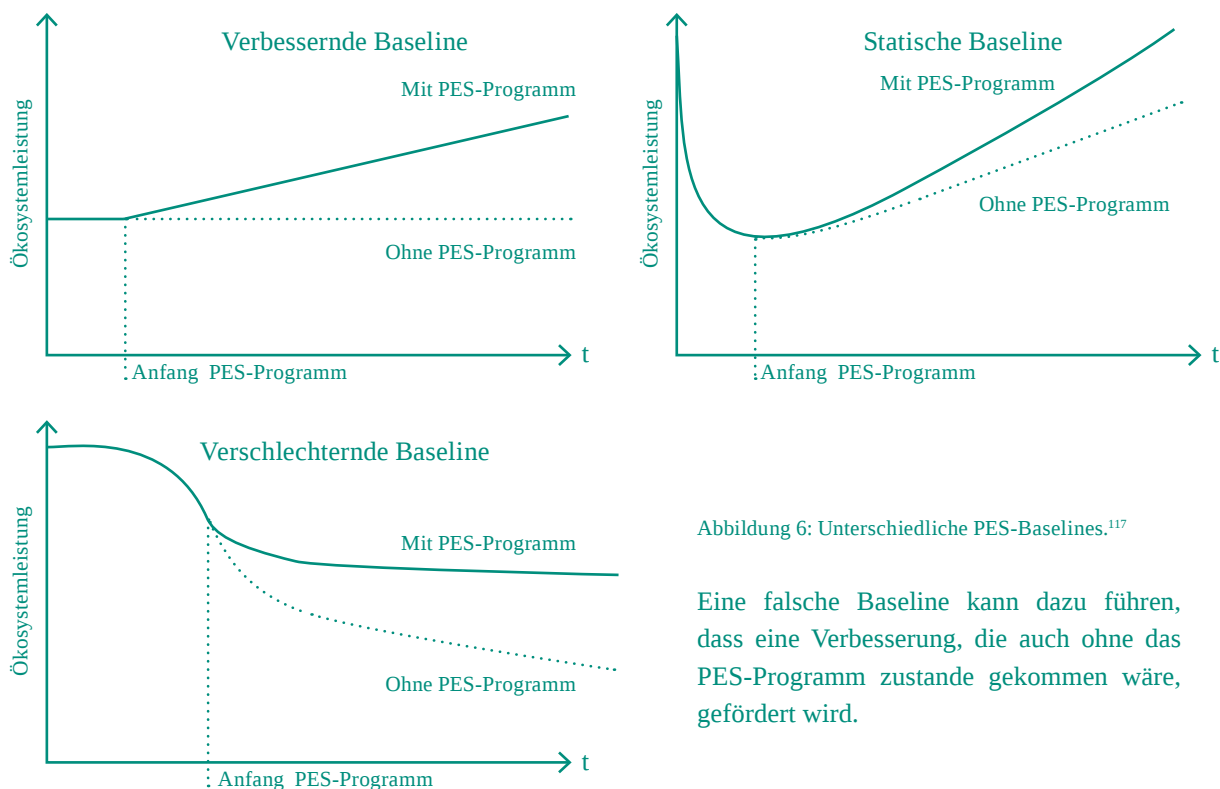 Verbessernde Baseline
Mit PES-Programm
Ökosystemleistung
Ohne PES-Programm
t
Anfang PES-Programm
Statische Baseline
Mit PES-Programm
Ökosystemleistung
Ohne PES-Programm
t
Anfang PES-Programm
Verschlechternde Baseline
Mit PES-Programm
Ökosystemleistung
Ohne PES-Programm
t
Anfang PES-Programm
Abbildung 6: Unterschiedliche PES-Baselines.117
Eine falsche Baseline kann dazu führen,
dass eine Verbesserung, die auch ohne das
PES-Programm zustande gekommen wäre,
gefördert wird.